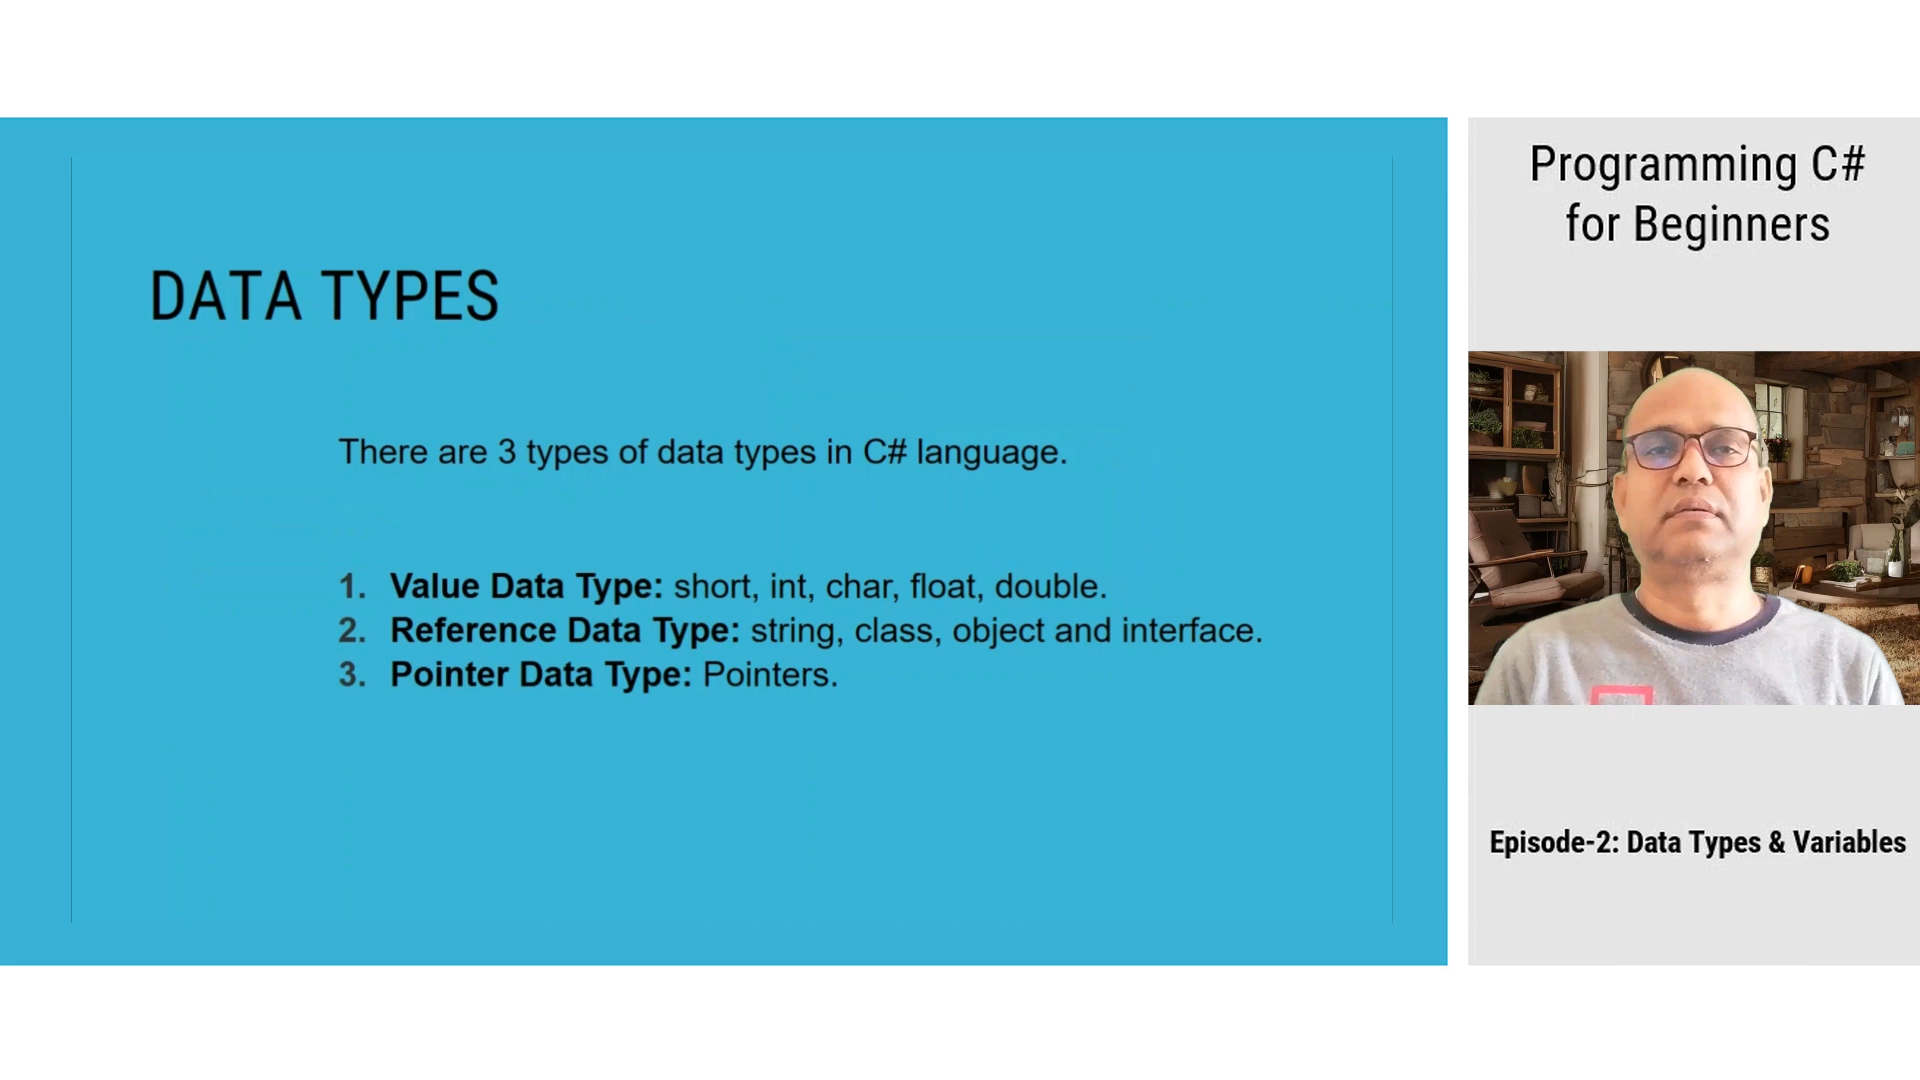 DATA TYPES
There are 3 types of data types in C# language.
1. Value Data Type: short, int, char, float, double.
2. Reference Data Type: string, class, object and interface.
3. Pointer Data Type: Pointers.
Programming C#
for Beginners
Episode-2: Data Types & Variables